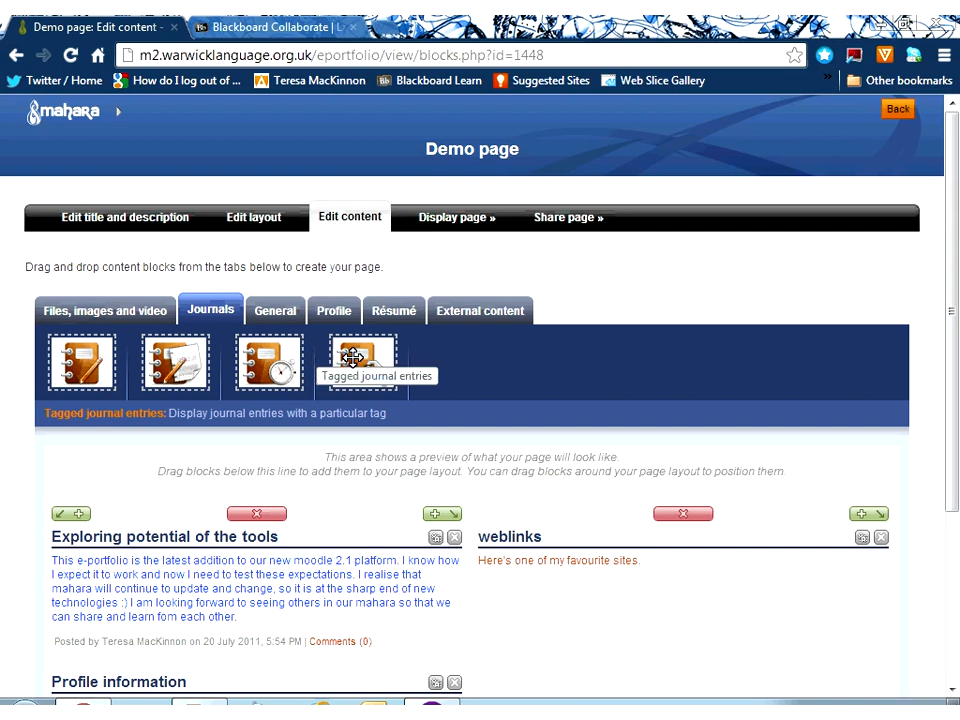 Demo page: Edit content -
Blackboard Collaborate | L
m2.warwicklanguage.org.uk/eportfolio/view/blocks.php?id=1448
Twitter / Home
How do I log out of ...
Teresa MacKinnon
Blackboard Learn
Suggested Sites
Web Slice Gallery
»
Other bookmarks
mahara
Back
Demo page
Edit title and description
Edit layout
Edit content
Display page »
Share page »
Drag and drop content blocks from the tabs below to create your page.
Files, images and video
Journals
General
Profile
Résumé
External content
Tagged journal entries
Tagged journal entries: Display journal entries with a particular tag
This area shows a preview of what your page will look like.
Drag blocks below this line to add them to your page layout. You can drag blocks around your page layout to position them.
Exploring potential of the tools
This e-portfolio is the latest addition to our new moodle 2.1 platform. I know how
I expect it to work and now I need to test these expectations. I realise that
mahara will continue to update and change, so it is at the sharp end of new
technologies :) I am looking forward to seeing others in our mahara so that we
can share and learn fom each other.
Posted by Teresa MacKinnon on 20 July 2011, 5:54 PM | Comments (0)
weblinks
Here's one of my favourite sites.
Profile information